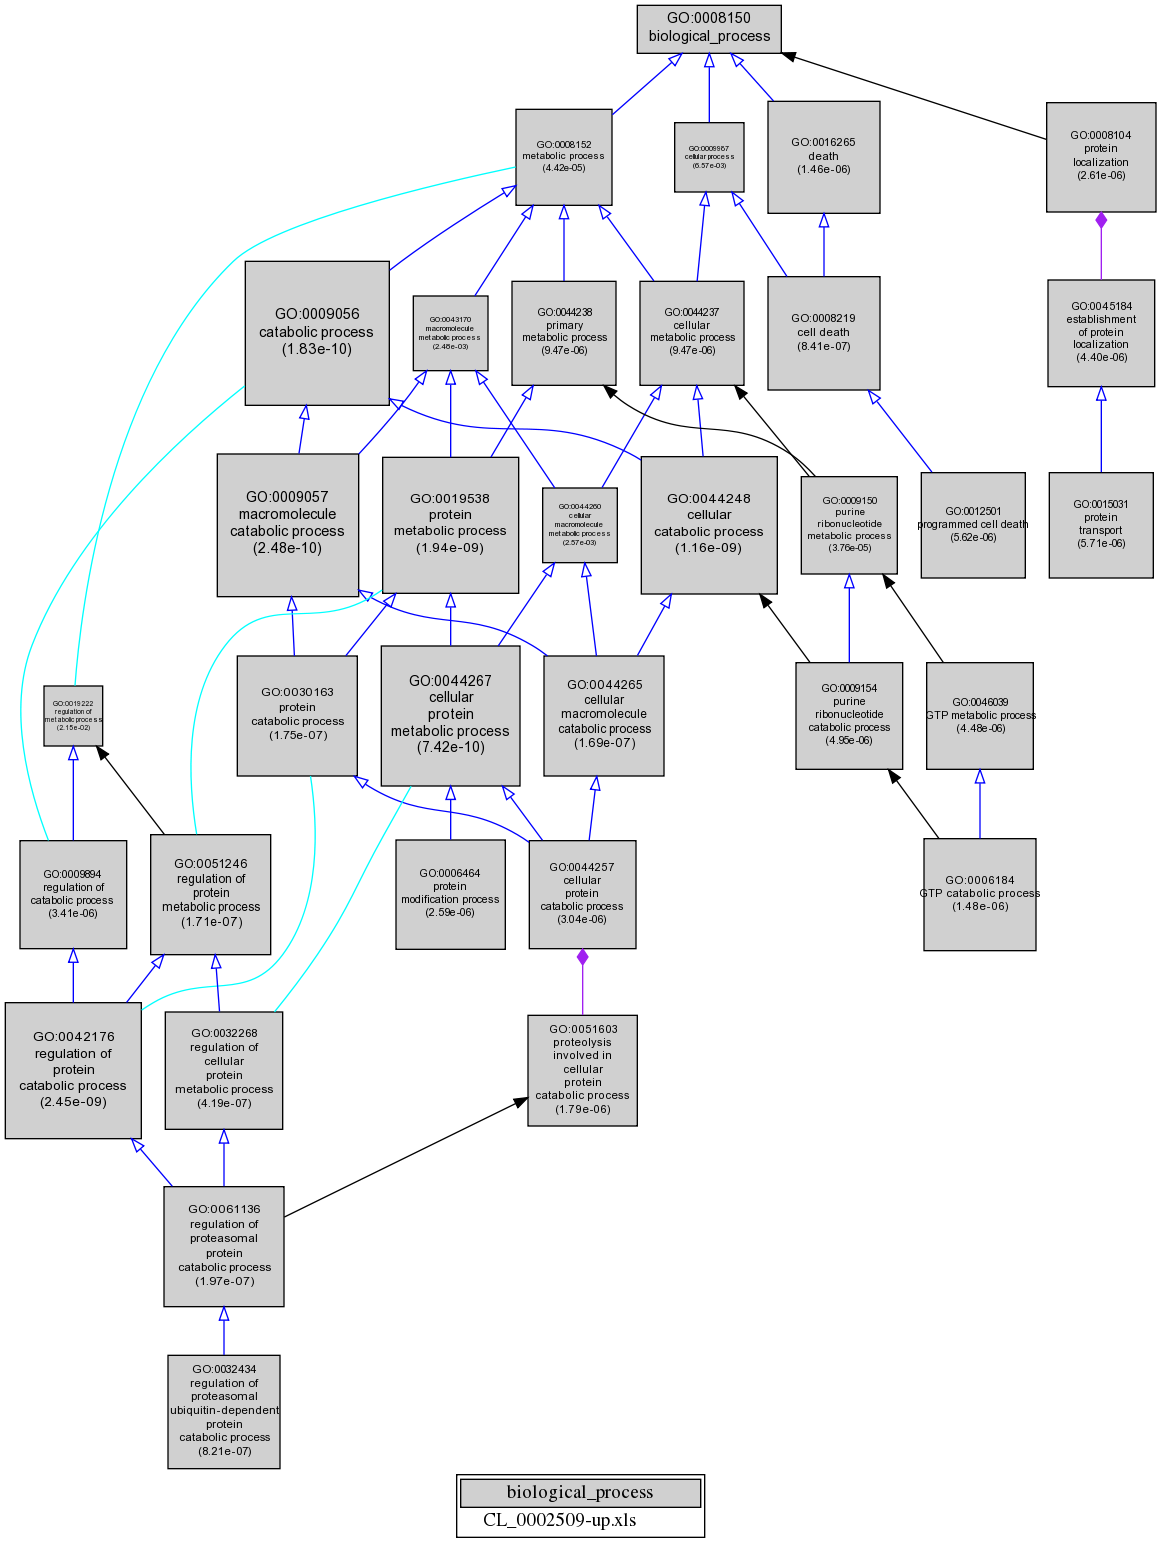 GO:0008150
biological_process
GO:0008152
metabolic process
(4.42e-05)
GO:0009987
cellular process
(6.57e-03)
GO:0016265
death
(1.46e-06)
GO:0008104
protein
localization
(2.61e-06)
GO:0009056
catabolic process
(1.83e-10)
GO:0043170
macromolecule
metabolic process
(2.48e-03)
GO:0044238
primary
metabolic process
(9.47e-06)
GO:0044237
cellular
metabolic process
(9.47e-06)
GO:0008219
cell death
(8.41e-07)
GO:0045184
establishment
of protein
localization
(4.40e-06)
GO:0009057
macromolecule
catabolic process
(2.48e-10)
GO:0019538
protein
metabolic process
(1.94e-09)
GO:0044260
cellular
macromolecule
metabolic process
(2.57e-03)
GO:0044248
cellular
catabolic process
(1.16e-09)
GO:0009150
purine
ribonucleotide
metabolic process
(3.76e-05)
GO:0012501
programmed cell death
(5.62e-06)
GO:0015031
protein
transport
(5.71e-06)
GO:0019222
regulation of
metabolic process
(2.15e-02)
GO:0030163
protein
catabolic process
(1.75e-07)
GO:0044267
cellular
protein
metabolic process
(7.42e-10)
GO:0044265
cellular
macromolecule
catabolic process
(1.69e-07)
GO:0009154
purine
ribonucleotide
catabolic process
(4.95e-06)
GO:0046039
GTP metabolic process
(4.48e-06)
GO:0009894
regulation of
catabolic process
(3.41e-06)
GO:0051246
regulation of
protein
metabolic process
(1.71e-07)
GO:0006464
protein
modification process
(2.59e-06)
GO:0044257
cellular
protein
catabolic process
(3.04e-06)
GO:0006184
GTP catabolic process
(1.48e-06)
GO:0042176
regulation of
protein
catabolic process
(2.45e-09)
GO:0032268
regulation of
cellular
protein
metabolic process
(4.19e-07)
GO:0051603
proteolysis
involved in
cellular
protein
catabolic process
(1.79e-06)
GO:0061136
regulation of
proteasomal
protein
catabolic process
(1.97e-07)
GO:0032434
regulation of
proteasomal
ubiquitin-dependent
protein
catabolic process
(8.21e-07)
biological_process
CL_0002509-up.xls